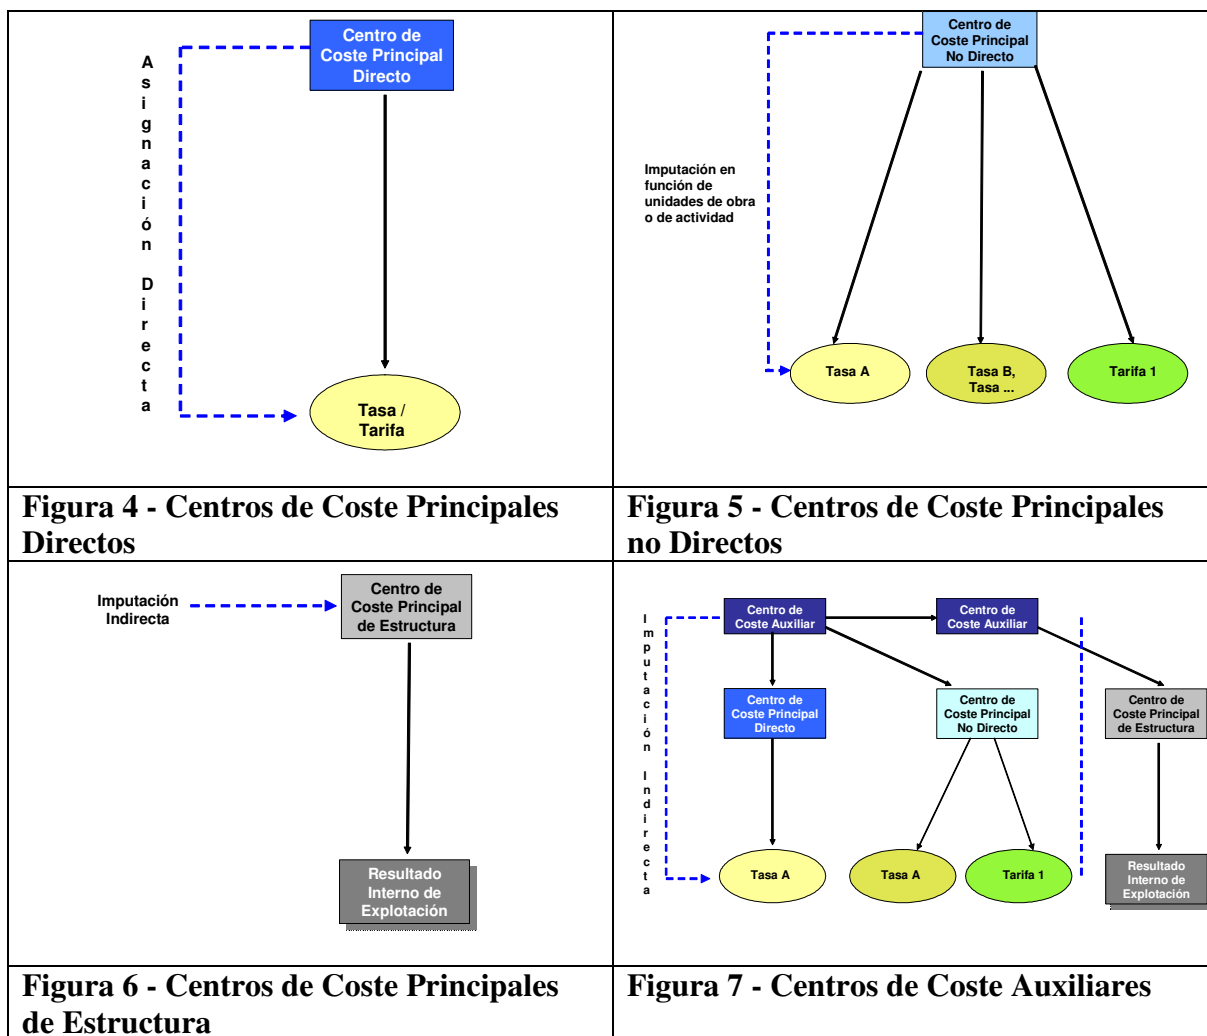 Centro de
Coste Principal
Directo
Asignación Directa
Tasa /
Tarifa
Figura 4 - Centros de Coste Principales
Directos
Centro de
Coste Principal
No Directo
Imputación en
función de
unidades de obra
o de actividad
Tasa A
Tasa B,
Tasa ...
Tarifa 1
Figura 5 - Centros de Coste Principales
no Directos
Imputación
Indirecta
Centro de
Coste Principal
de Estructura
Resultado
Interno de
Explotación
Figura 6 - Centros de Coste Principales
de Estructura
Imputación Indirecta
Centro de
Coste Auxiliar
Centro de
Coste Auxiliar
Centro de
Coste Principal
Directo
Centro de
Coste Principal
No Directo
Centro de
Coste Principal
de Estructura
Tasa A
Tasa A
Tarifa 1
Resultado
Interno de
Explotación
Figura 7 - Centros de Coste Auxiliares